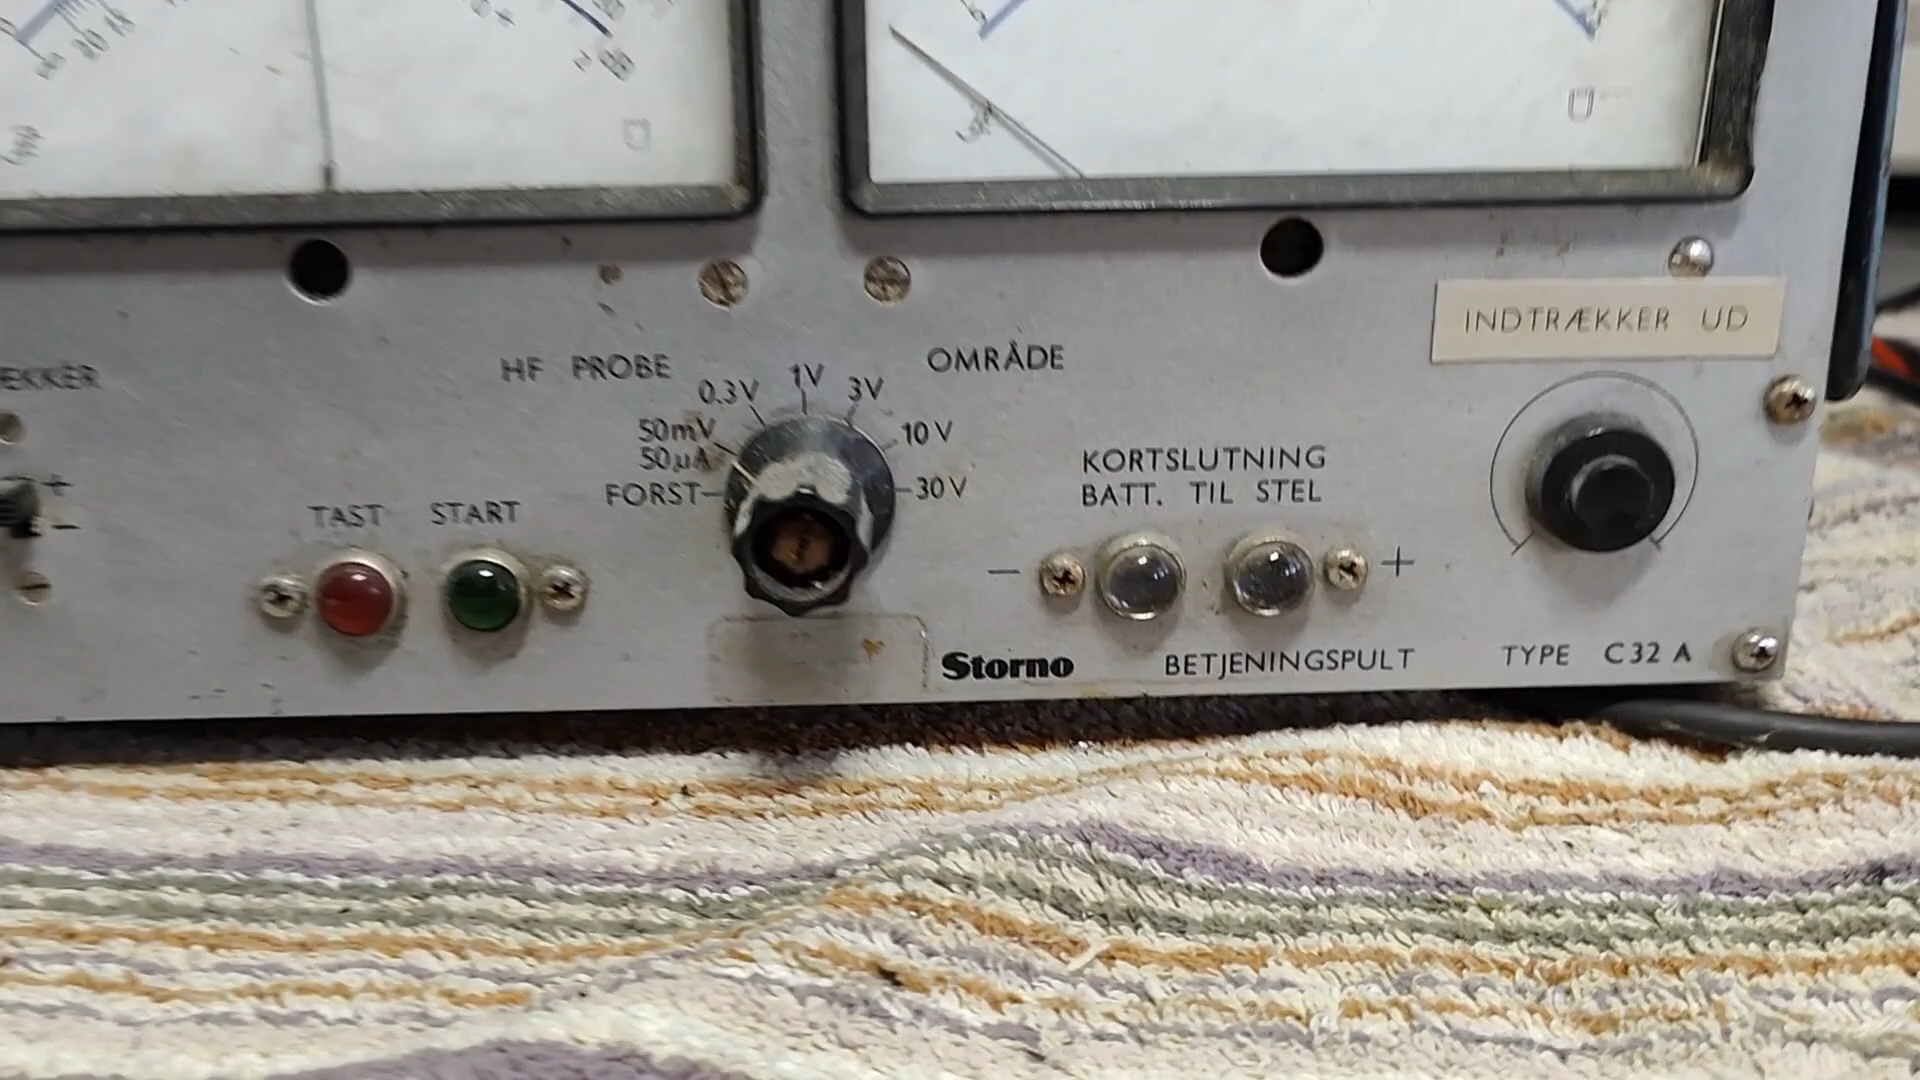 INDTRÆKKER UD
ÆKKER
HF PROBE
OMRÅDE
0.3V
1V
3V
50mV
10V
50µA
FORST
30V
KORTSLUTNING
BATT. TIL STEL
+
−
TAST START
− +
Storno BETJENINGSPULT TYPE C32 A